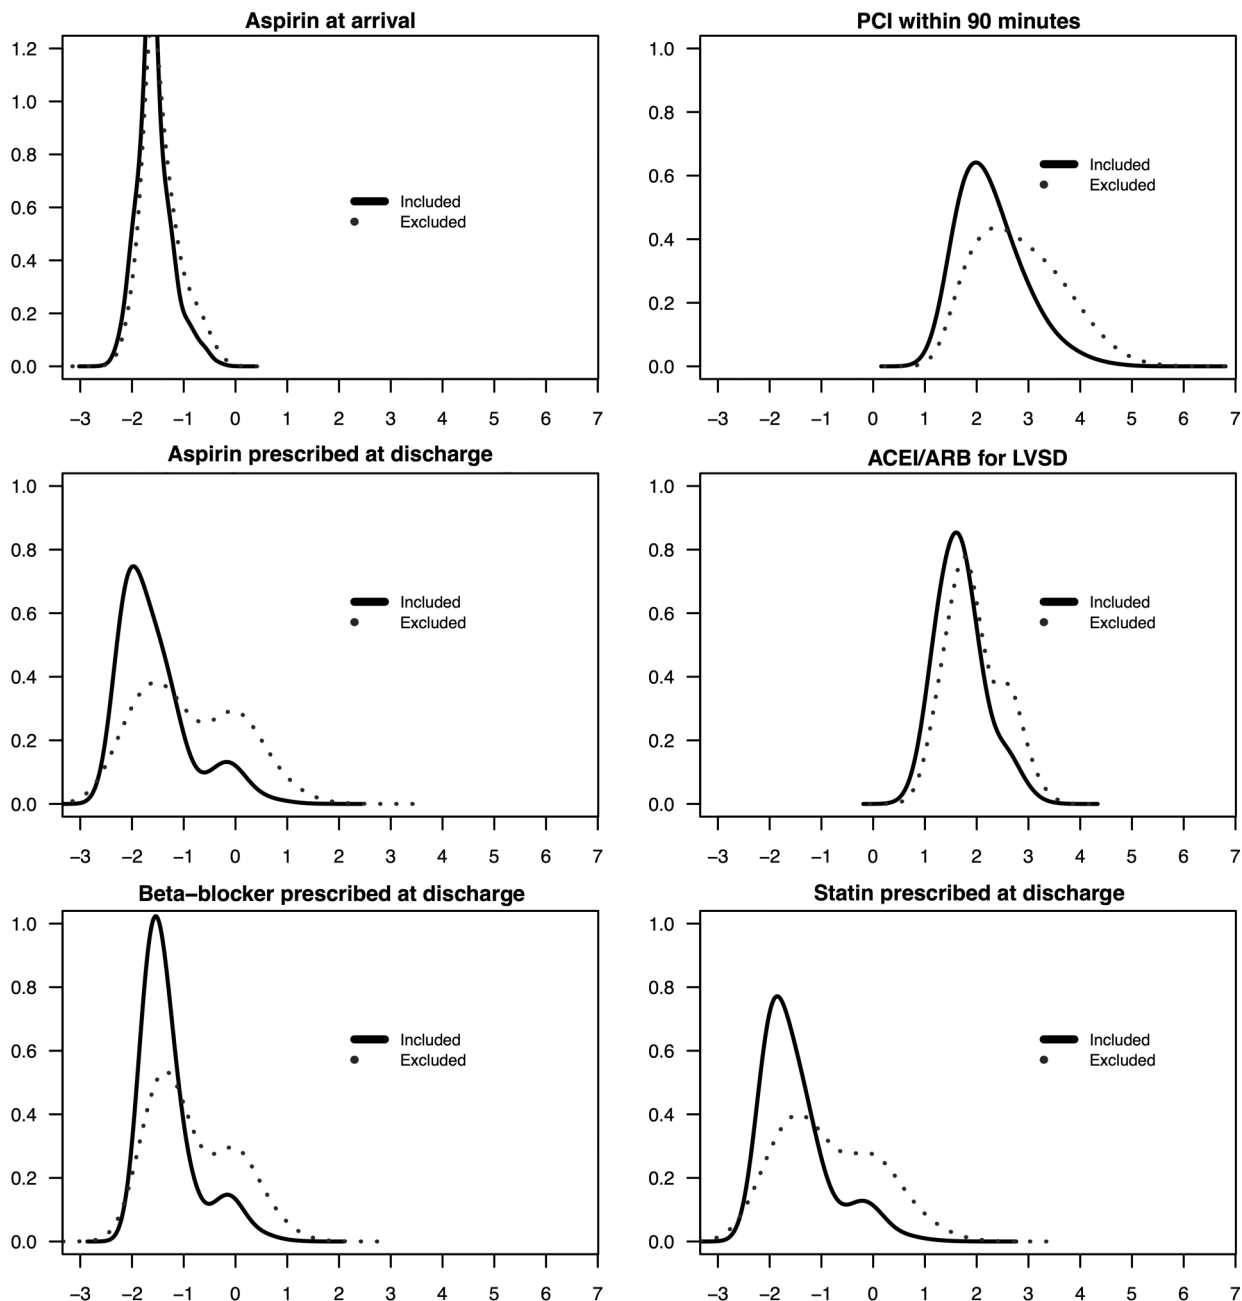 Aspirin at arrival
1.2
1.0
0.8
0.6
0.4
0.2
0.0
Included
Excluded
−3 −2 −1 0 1 2 3 4 5 6 7
PCI within 90 minutes
1.0
0.8
0.6
0.4
0.2
0.0
Included
Excluded
−3 −2 −1 0 1 2 3 4 5 6 7
Aspirin prescribed at discharge
1.0
0.8
0.6
0.4
0.2
0.0
Included
Excluded
−3 −2 −1 0 1 2 3 4 5 6 7
ACEI/ARB for LVSD
1.0
0.8
0.6
0.4
0.2
0.0
Included
Excluded
−3 −2 −1 0 1 2 3 4 5 6 7
Beta−blocker prescribed at discharge
1.0
0.8
0.6
0.4
0.2
0.0
Included
Excluded
−3 −2 −1 0 1 2 3 4 5 6 7
Statin prescribed at discharge
1.0
0.8
0.6
0.4
0.2
0.0
Included
Excluded
−3 −2 −1 0 1 2 3 4 5 6 7